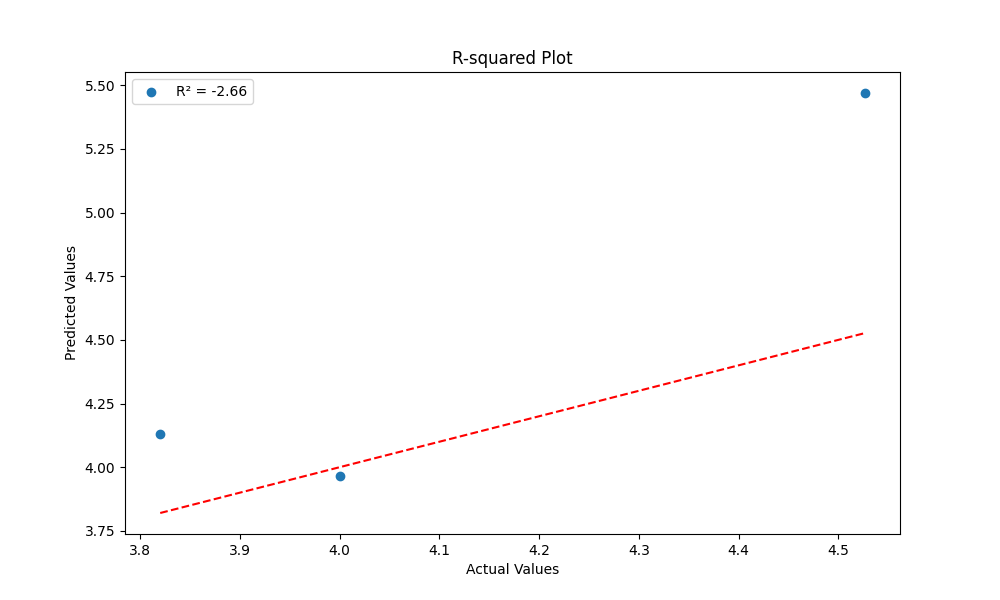 R-squared Plot
R² = -2.66
5.50
5.25
5.00
4.75
4.50
4.25
4.00
3.75
Predicted Values
3.8 3.9 4.0 4.1 4.2 4.3 4.4 4.5
Actual Values